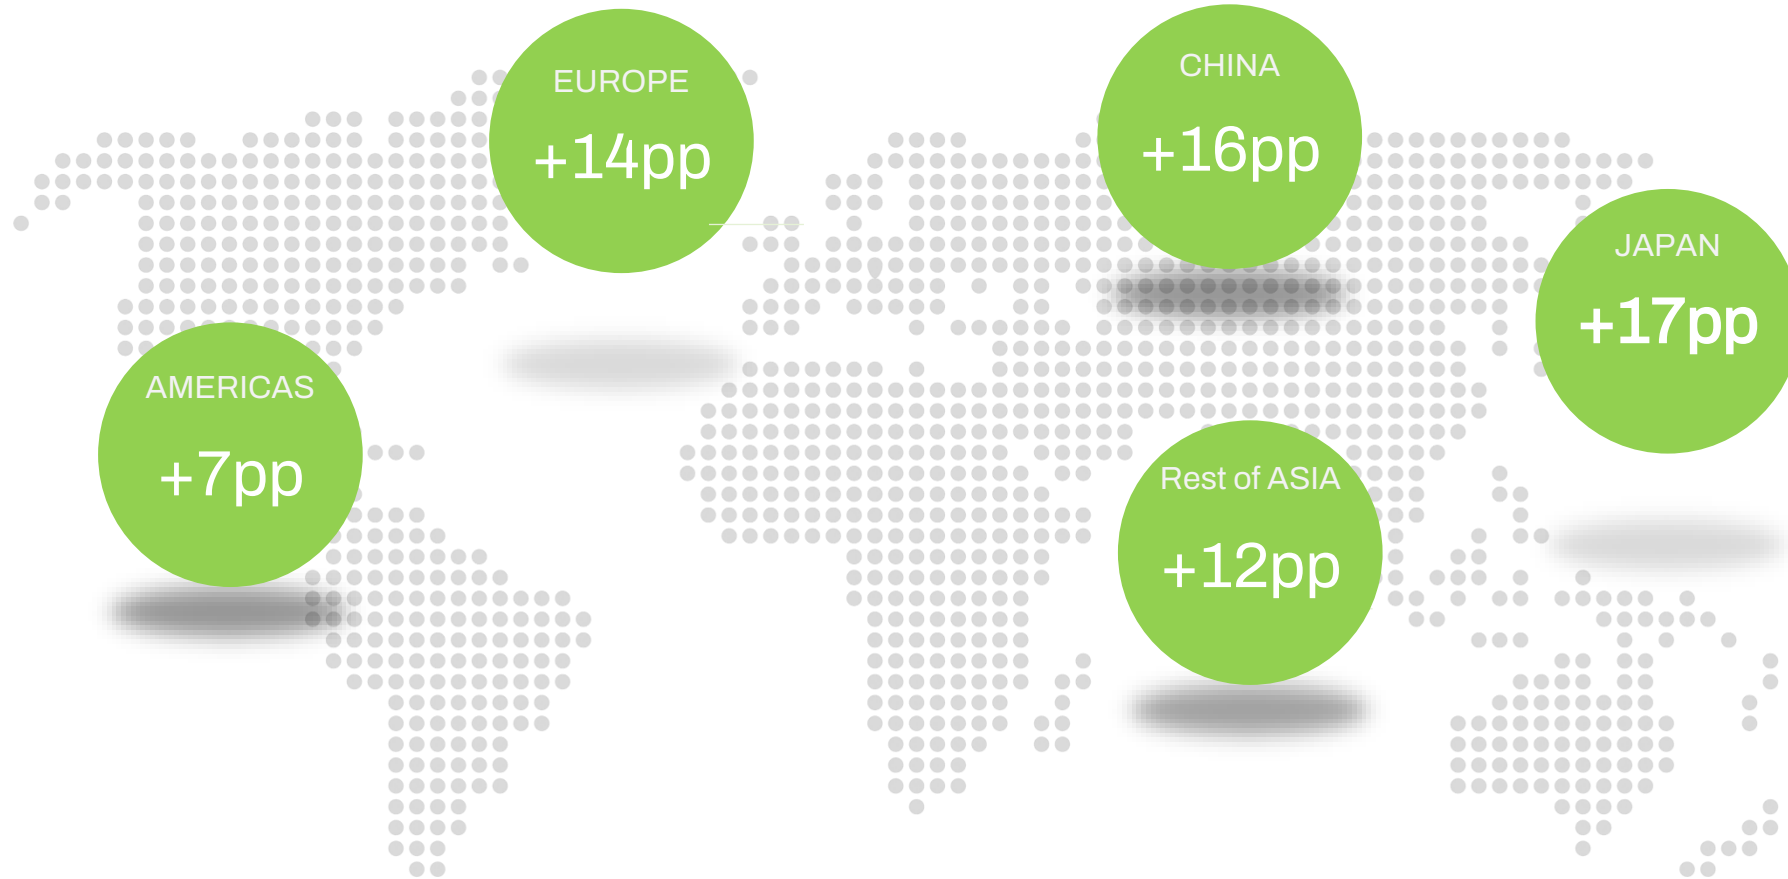 EUROPE
+14pp
CHINA
+16pp
JAPAN
+17pp
AMERICAS
+7pp
Rest of ASIA
+12pp